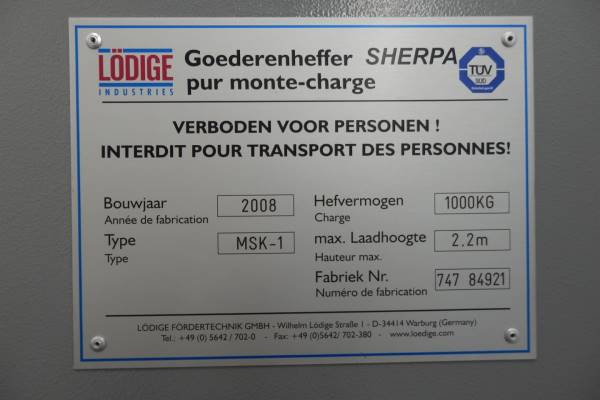 LÖDIGE
INDUSTRIES
Goederenheffer SHERPA
pur monte-charge
TÜV
SÜD
VERBODEN VOOR PERSONEN !
INTERDIT POUR TRANSPORT DES PERSONNES!
Bouwjaar 2008
Année de fabrication
Type MSK-1
Type
Hefvermogen 1000KG
Charge
max. Laadhoogte 2.2m
Hauteur max.
Fabriek Nr. 747 84921
Numéro de fabrication
LÖDIGE FÖRDERTECHNIK GMBH - Wilhelm Lödige Straße 1 - D-34414 Warburg (Germany)
Tel.: +49 (0) 5642 / 702-0 - Fax: +49 (0)5642/ 702-380 - www.loedige.com